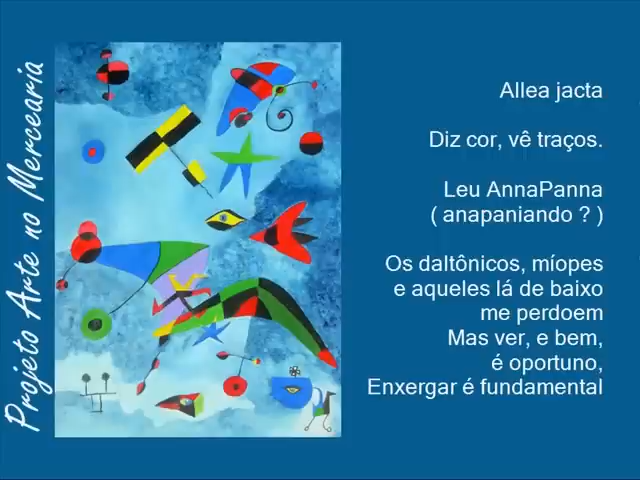 Projeto Arte no Mercearia
Allea jacta
Diz cor, vê traços.
Leu AnnaPanna
( anapaniando ? )
Os daltônicos, míopes
e aqueles lá de baixo
me perdoem
Mas ver, e bem,
é oportuno,
Enxergar é fundamental